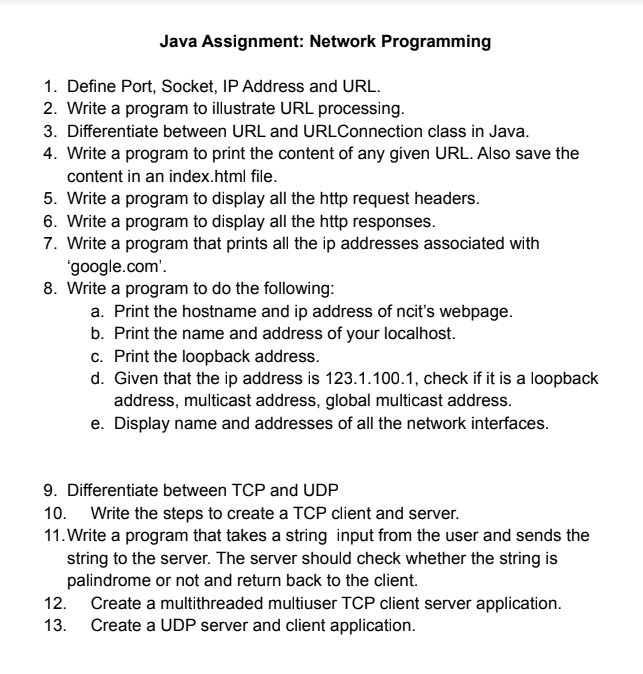 Java Assignment: Network Programming
1. Define Port, Socket, IP Address and URL.
2. Write a program to illustrate URL processing.
3. Differentiate between URL and URLConnection class in Java.
4. Write a program to print the content of any given URL. Also save the
content in an index.html file.
5. Write a program to display all the http request headers.
6. Write a program to display all the http responses.
7. Write a program that prints all the ip addresses associated with
‘google.com’.
8. Write a program to do the following:
a. Print the hostname and ip address of ncit’s webpage.
b. Print the name and address of your localhost.
c. Print the loopback address.
d. Given that the ip address is 123.1.100.1, check if it is a loopback
address, multicast address, global multicast address.
e. Display name and addresses of all the network interfaces.
9. Differentiate between TCP and UDP
10. Write the steps to create a TCP client and server.
11. Write a program that takes a string input from the user and sends the
string to the server. The server should check whether the string is
palindrome or not and return back to the client.
12. Create a multithreaded multiuser TCP client server application.
13. Create a UDP server and client application.